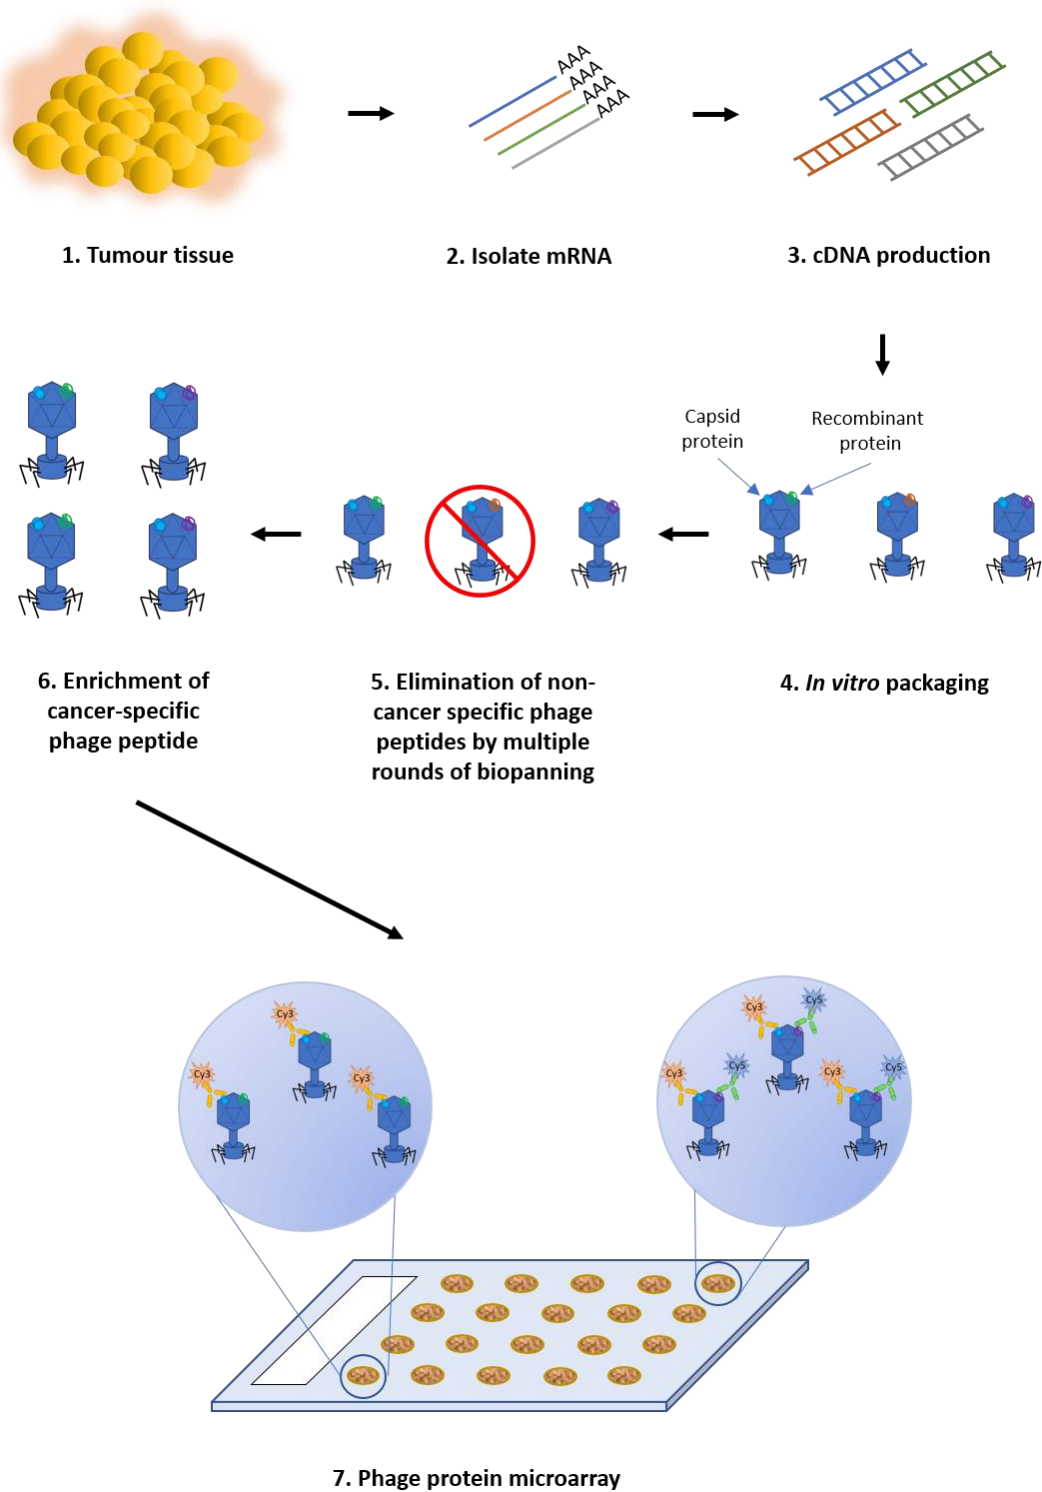 AAA
AAA
AAA
AAA
1. Tumour tissue
2. Isolate mRNA
3. cDNA production
Capsid
protein
Recombinant
protein
4. In vitro packaging
5. Elimination of non-
cancer specific phage
peptides by multiple
rounds of biopanning
6. Enrichment of
cancer-specific
phage peptide
Cy3
Cy3
Cy3
Cy3
Cy5
Cy3
Cy5
Cy3
Cy5
7. Phage protein microarray